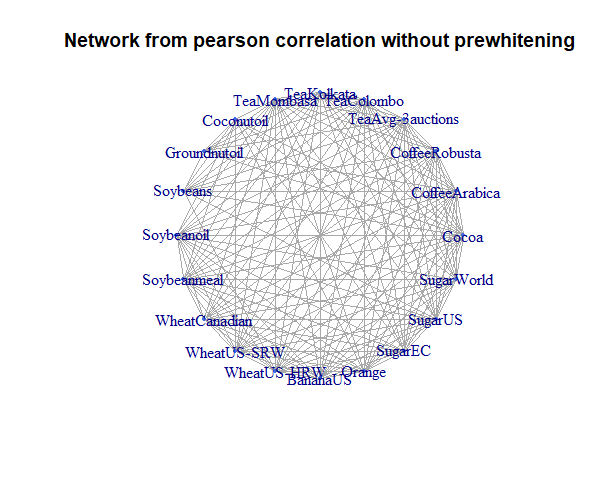 Network from pearson correlation without prewhitening
TeaKolkata
TeaMombasa
TeaColombo
Coconutoil
TeaAvg-3auctions
Groundnutoil
CoffeeRobusta
Soybeans
CoffeeArabica
Soybeanoil
Cocoa
Soybeanmeal
SugarWorld
WheatCanadian
SugarUS
WheatUS-SRW
SugarEC
WheatUS-HRW
Orange
BananaUS